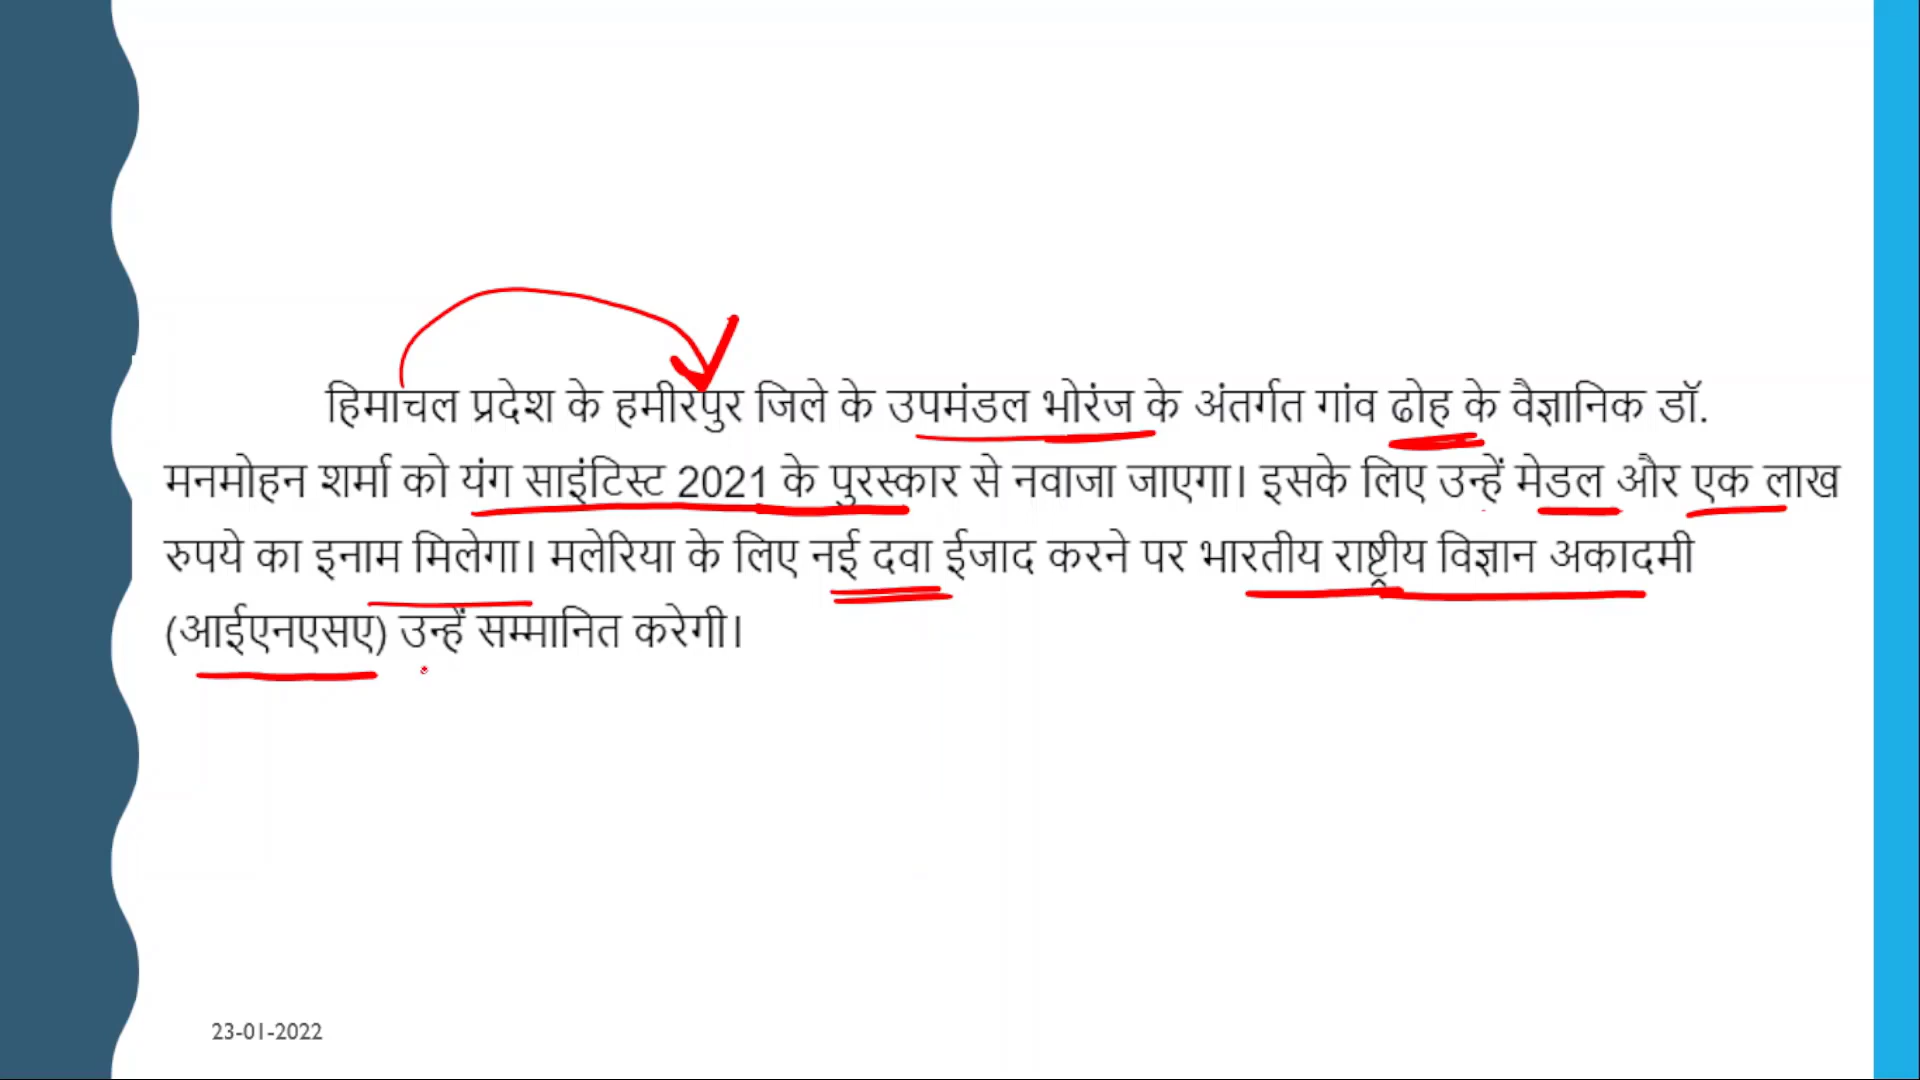 हिमाचल प्रदेश के हमीरपुर जिले के उपमंडल भोरंज के अंतर्गत गांव ढोह के वैज्ञानिक डॉ.
मनमोहन शर्मा को यंग साइंटिस्ट 2021 के पुरस्कार से नवाजा जाएगा। इसके लिए उन्हें मेडल और एक लाख
रुपये का इनाम मिलेगा। मलेरिया के लिए नई दवा ईजाद करने पर भारतीय राष्ट्रीय विज्ञान अकादमी
(आईएनएसए) उन्हें सम्मानित करेगी।
23-01-2022